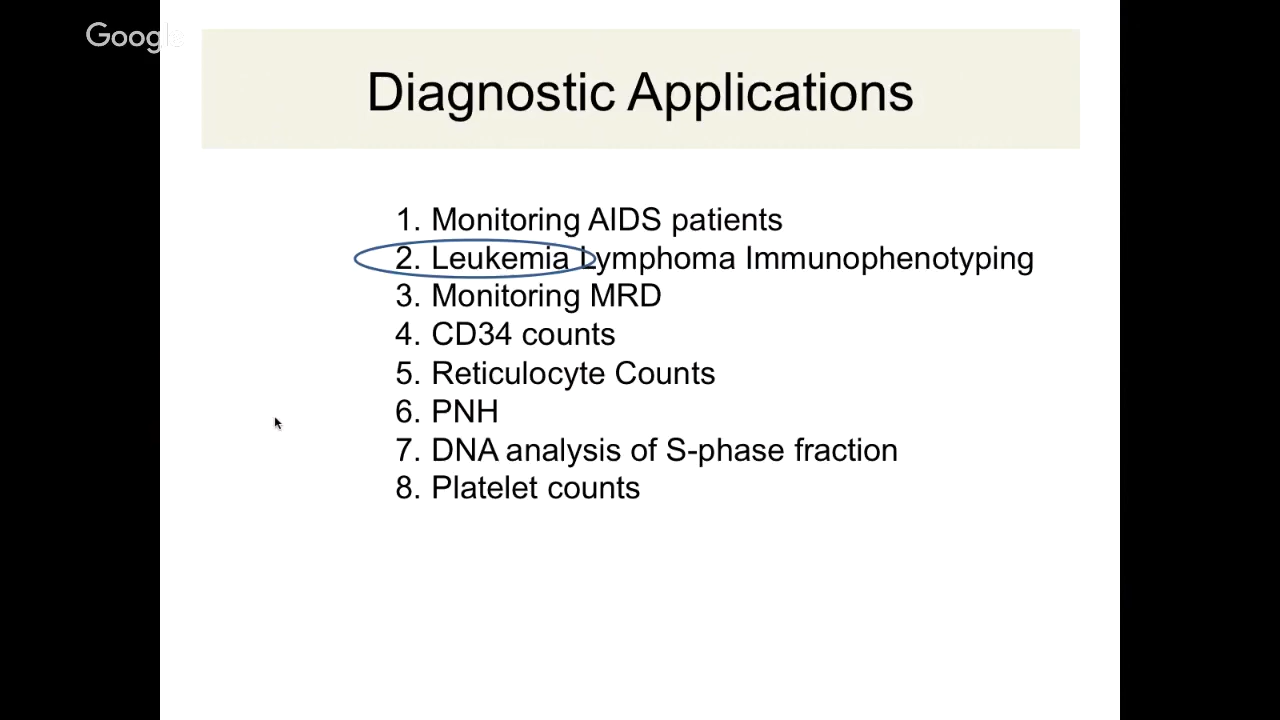 Google
Diagnostic Applications
1. Monitoring AIDS patients
2. Leukemia Lymphoma Immunophenotyping
3. Monitoring MRD
4. CD34 counts
5. Reticulocyte Counts
6. PNH
7. DNA analysis of S-phase fraction
8. Platelet counts